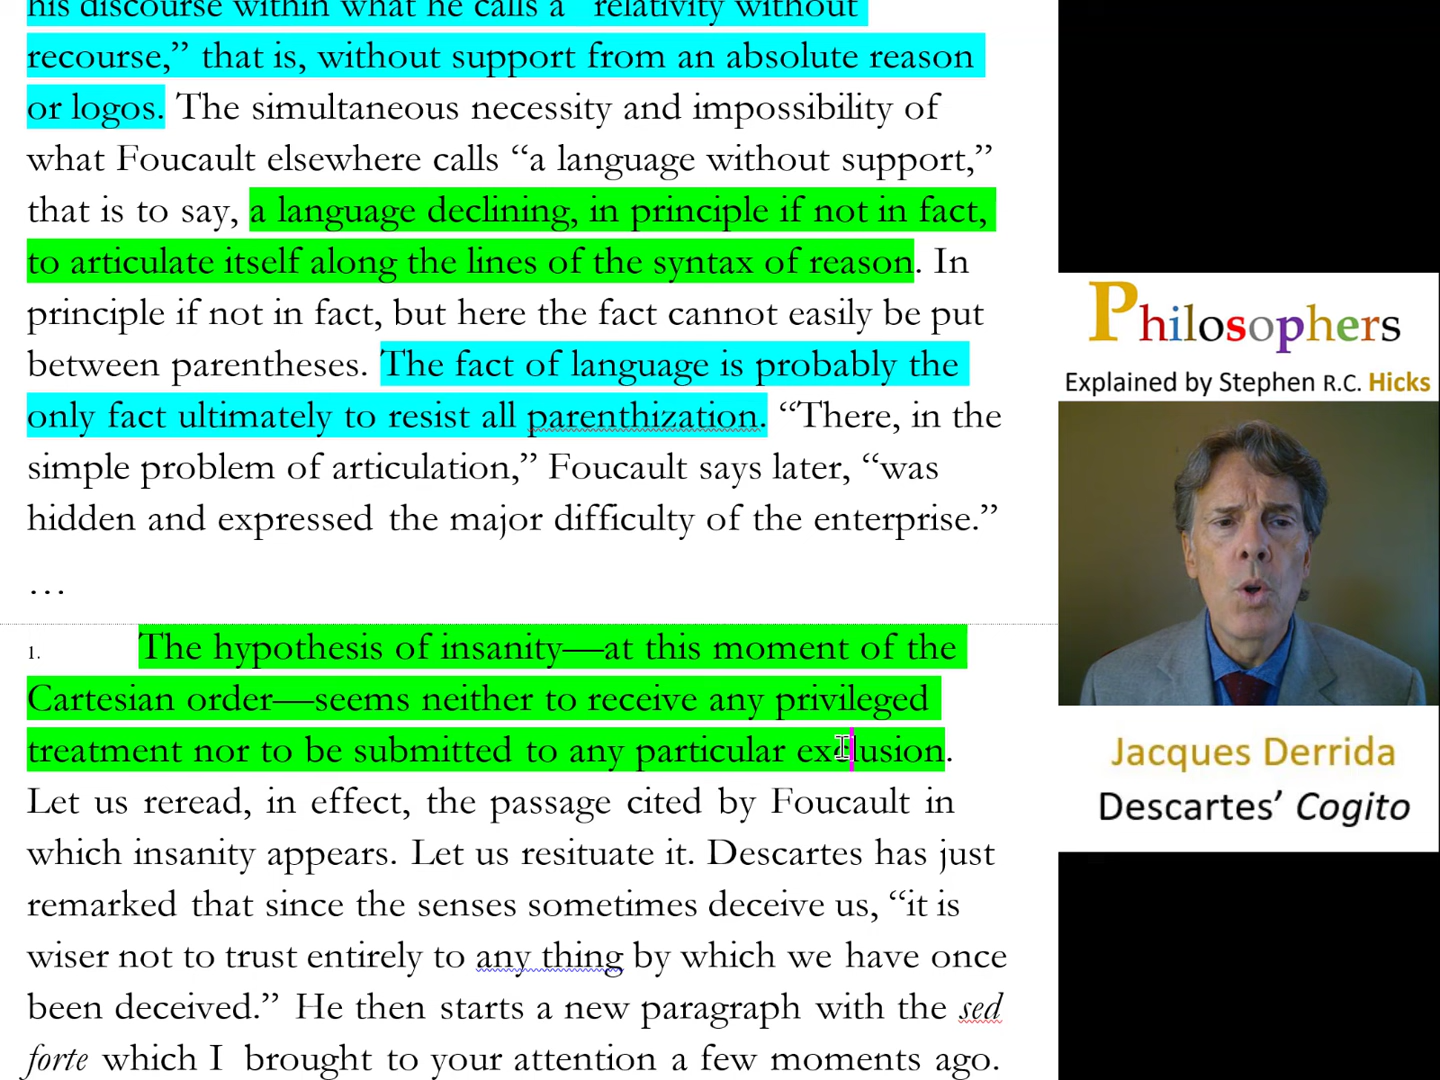 his discourse within what he calls a “relativity without
recourse,” that is, without support from an absolute reason
or logos. The simultaneous necessity and impossibility of
what Foucault elsewhere calls “a language without support,”
that is to say, a language declining, in principle if not in fact,
to articulate itself along the lines of the syntax of reason. In
principle if not in fact, but here the fact cannot easily be put
between parentheses. The fact of language is probably the
only fact ultimately to resist all parenthization. “There, in the
simple problem of articulation,” Foucault says later, “was
hidden and expressed the major difficulty of the enterprise.”
…
1. The hypothesis of insanity—at this moment of the
Cartesian order—seems neither to receive any privileged
treatment nor to be submitted to any particular exclusion.
Let us reread, in effect, the passage cited by Foucault in
which insanity appears. Let us resituate it. Descartes has just
remarked that since the senses sometimes deceive us, “it is
wiser not to trust entirely to any thing by which we have once
been deceived.” He then starts a new paragraph with the sed
forte which I brought to your attention a few moments ago.
Philosophers
Explained by Stephen R.C. Hicks
Jacques Derrida
Descartes’ Cogito